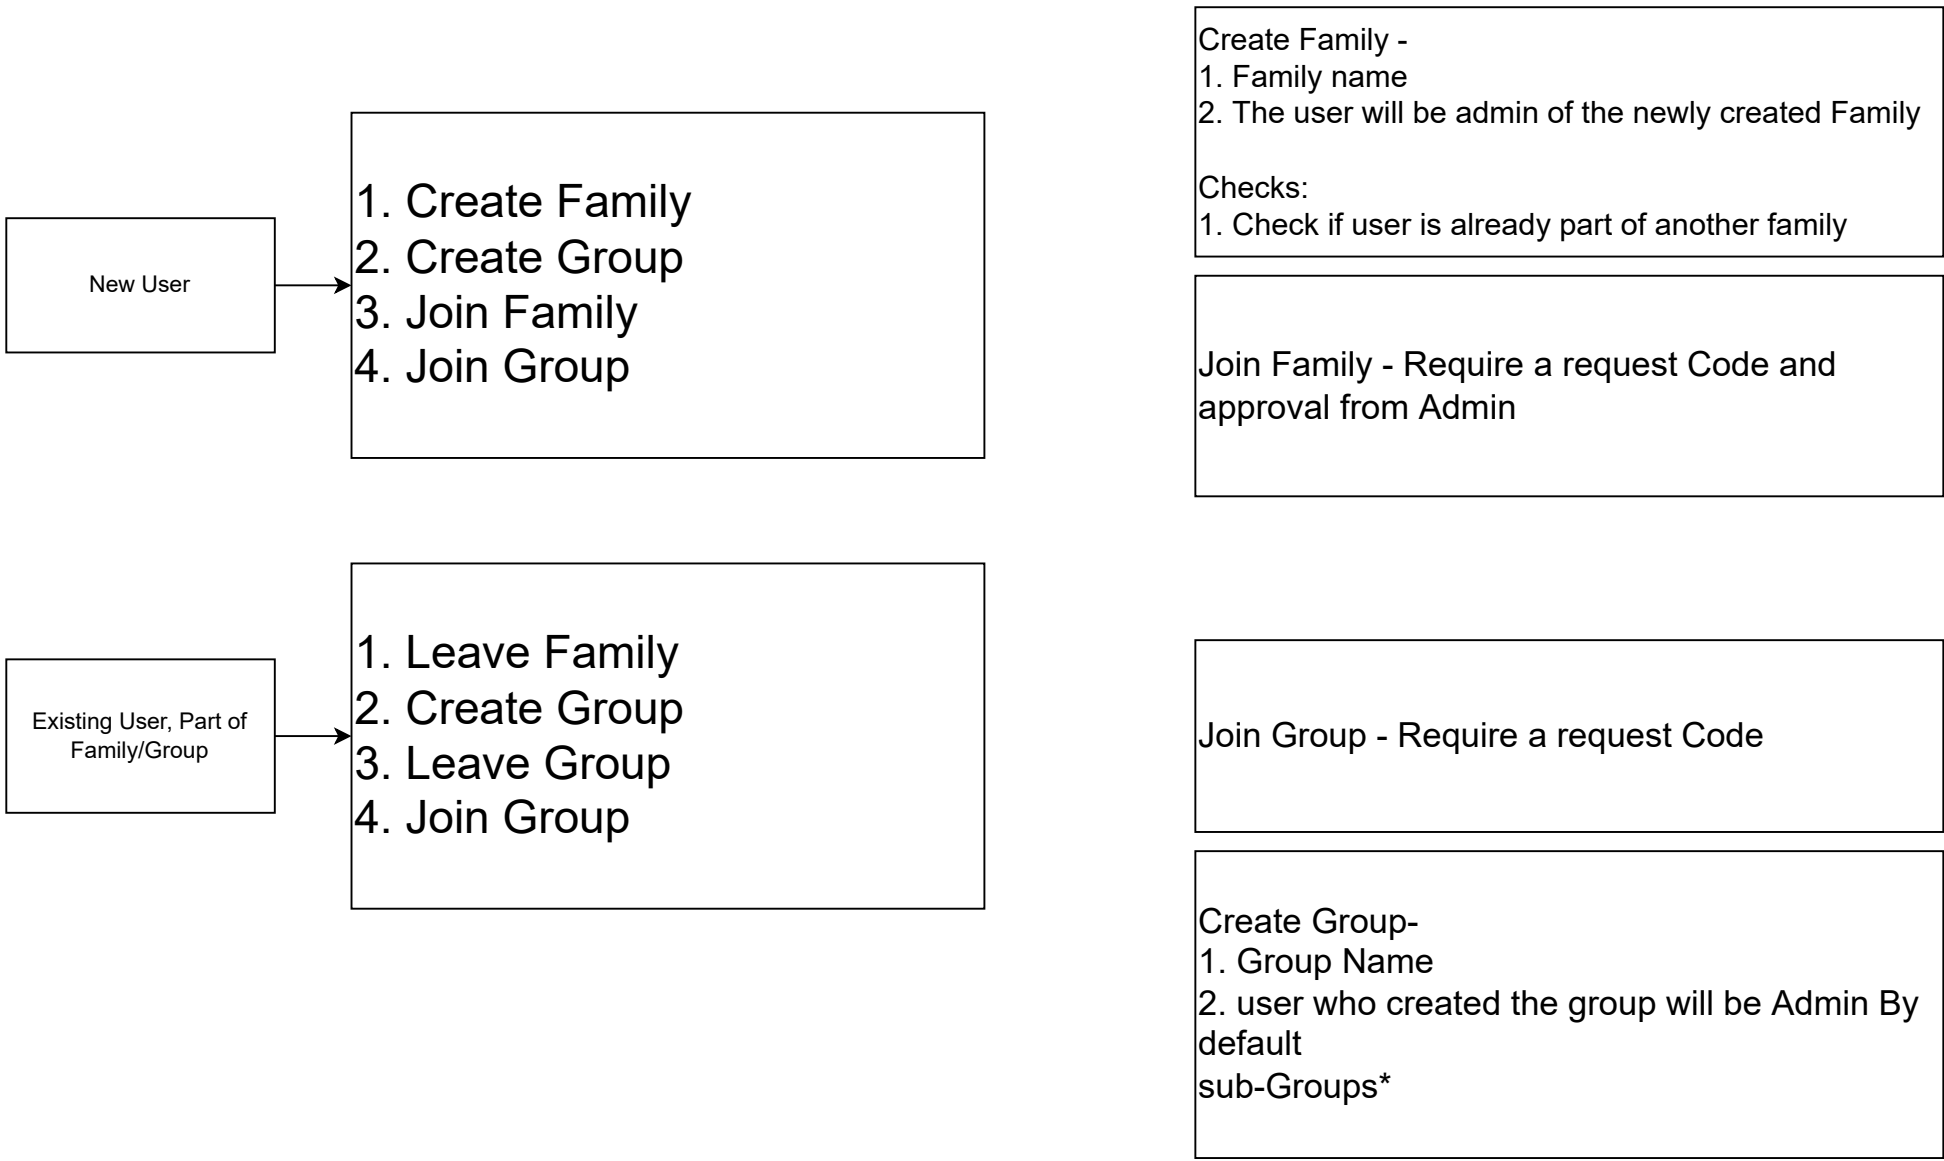 New User
1. Create Family
2. Create Group
3. Join Family
4. Join Group
Existing User, Part of
Family/Group
1. Leave Family
2. Create Group
3. Leave Group
4. Join Group
Create Family -
1. Family name
2. The user will be admin of the newly created Family
Checks:
1. Check if user is already part of another family
Join Family - Require a request Code and
approval from Admin
Join Group - Require a request Code
Create Group-
1. Group Name
2. user who created the group will be Admin By
default
sub-Groups*